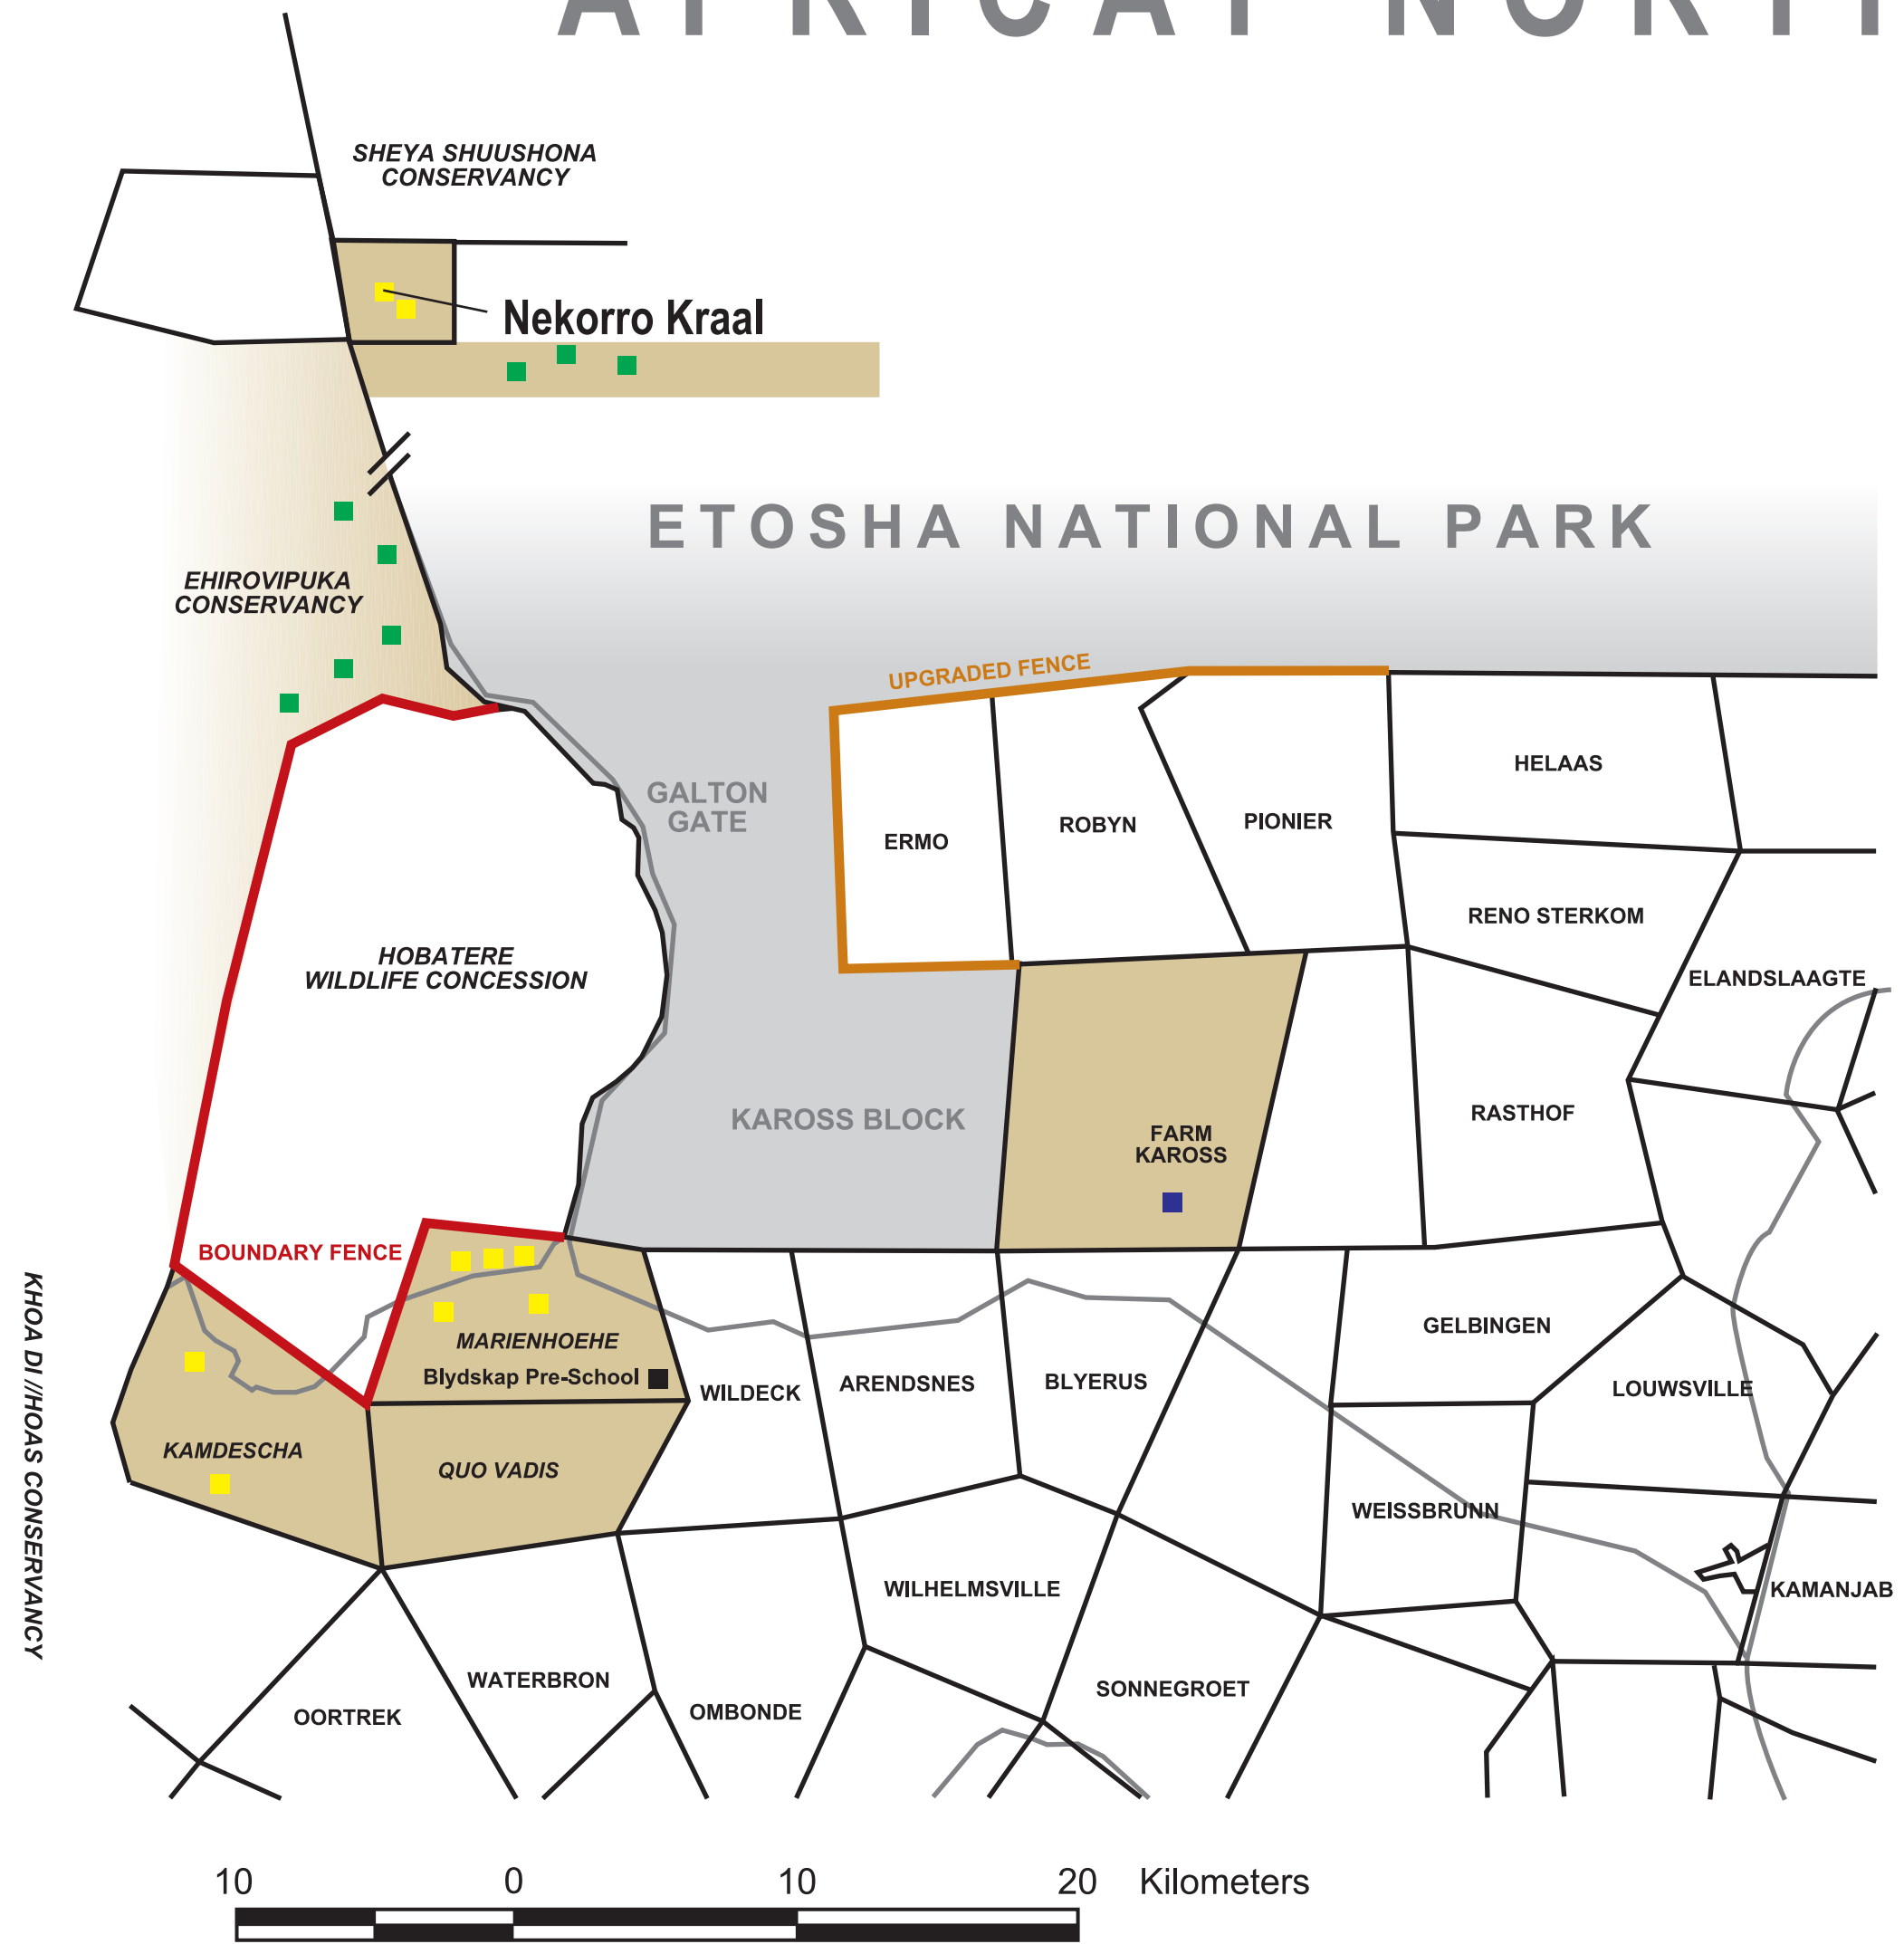 SHEYA SHUUSHONA
CONSERVANCY
Nekorro Kraal
ETOSHA NATIONAL PARK
EHIROVIPUKA
CONSERVANCY
UPGRADED FENCE
GALTON
GATE
HELAAS
ERMO
ROBYN
PIONIER
RENO STERKOM
HOBATERE
WILDLIFE CONCESSION
ELANDSLAAGTE
KAROSS BLOCK
FARM
KAROSS
RASTHOF
BOUNDARY FENCE
KHOA DI //HOAS CONSERVANCY
MARIENHOEHE
Blydskap Pre-School
WILDECK
ARENDSNES
BLYERUS
GELBINGEN
LOUWSVILLE
KAMDESCHA
QUO VADIS
WEISSBRUNN
WILHELMSVILLE
KAMANJAB
WATERBRON
OORTREK
OMBONDE
SONNEGROET
10 0 10 20 Kilometers